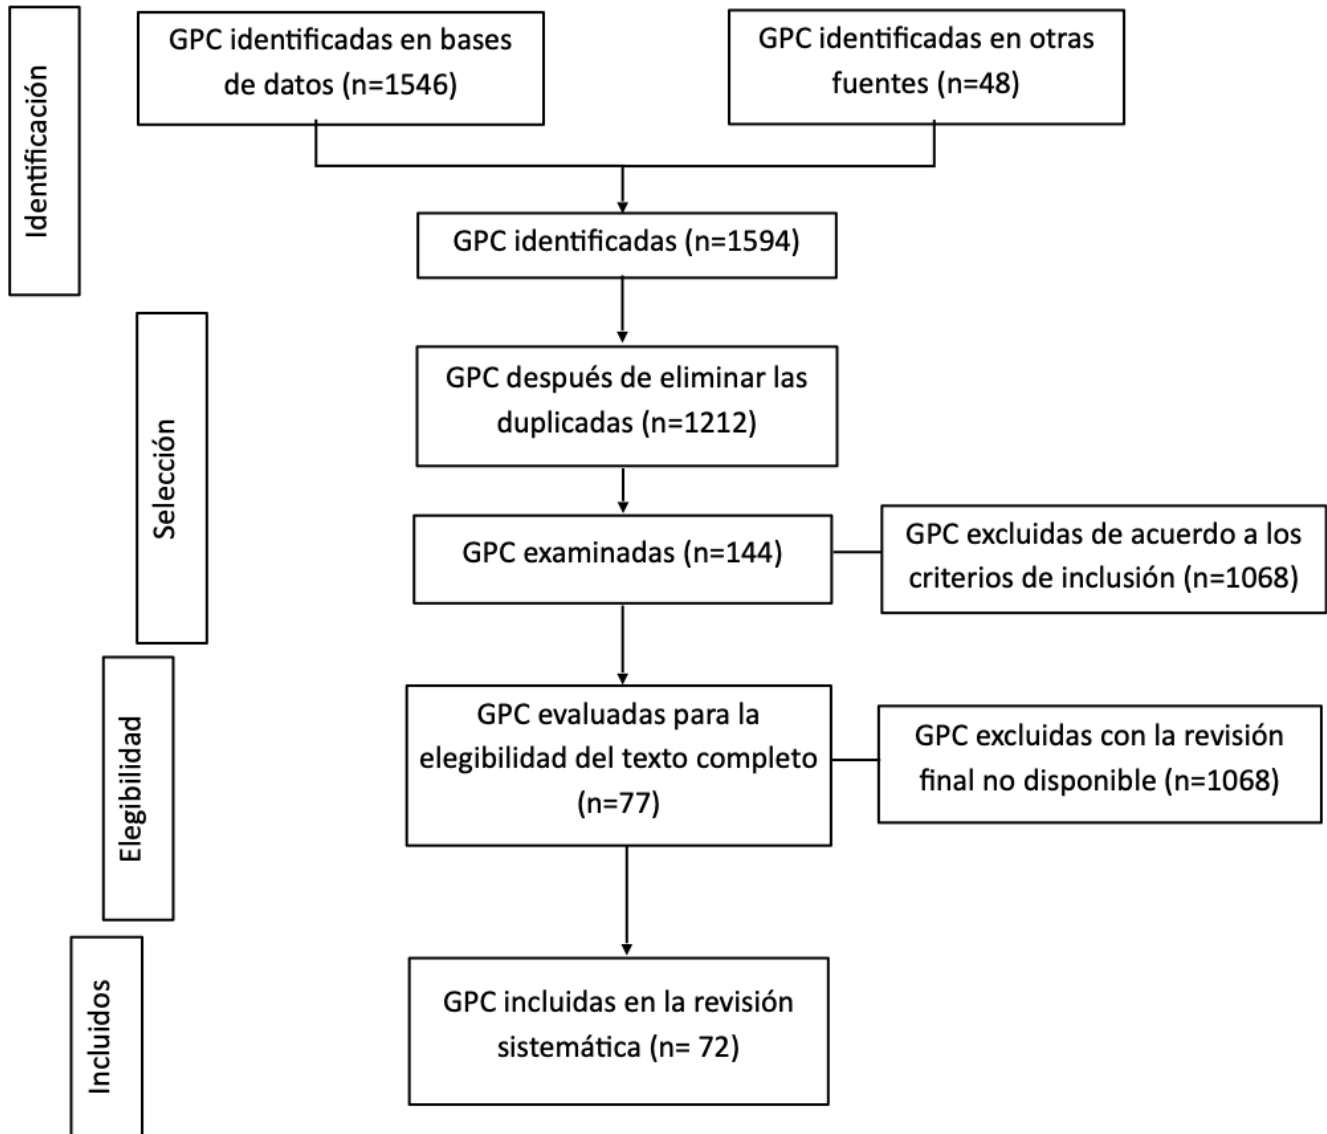 Identificación
GPC identificadas en bases
de datos (n=1546)
GPC identificadas en otras
fuentes (n=48)
GPC identificadas (n=1594)
Selección
GPC después de eliminar las
duplicadas (n=1212)
GPC examinadas (n=144)
GPC excluidas de acuerdo a los
criterios de inclusión (n=1068)
Elegibilidad
GPC evaluadas para la
elegibilidad del texto completo
(n=77)
GPC excluidas con la revisión
final no disponible (n=1068)
Incluidos
GPC incluidas en la revisión
sistemática (n= 72)